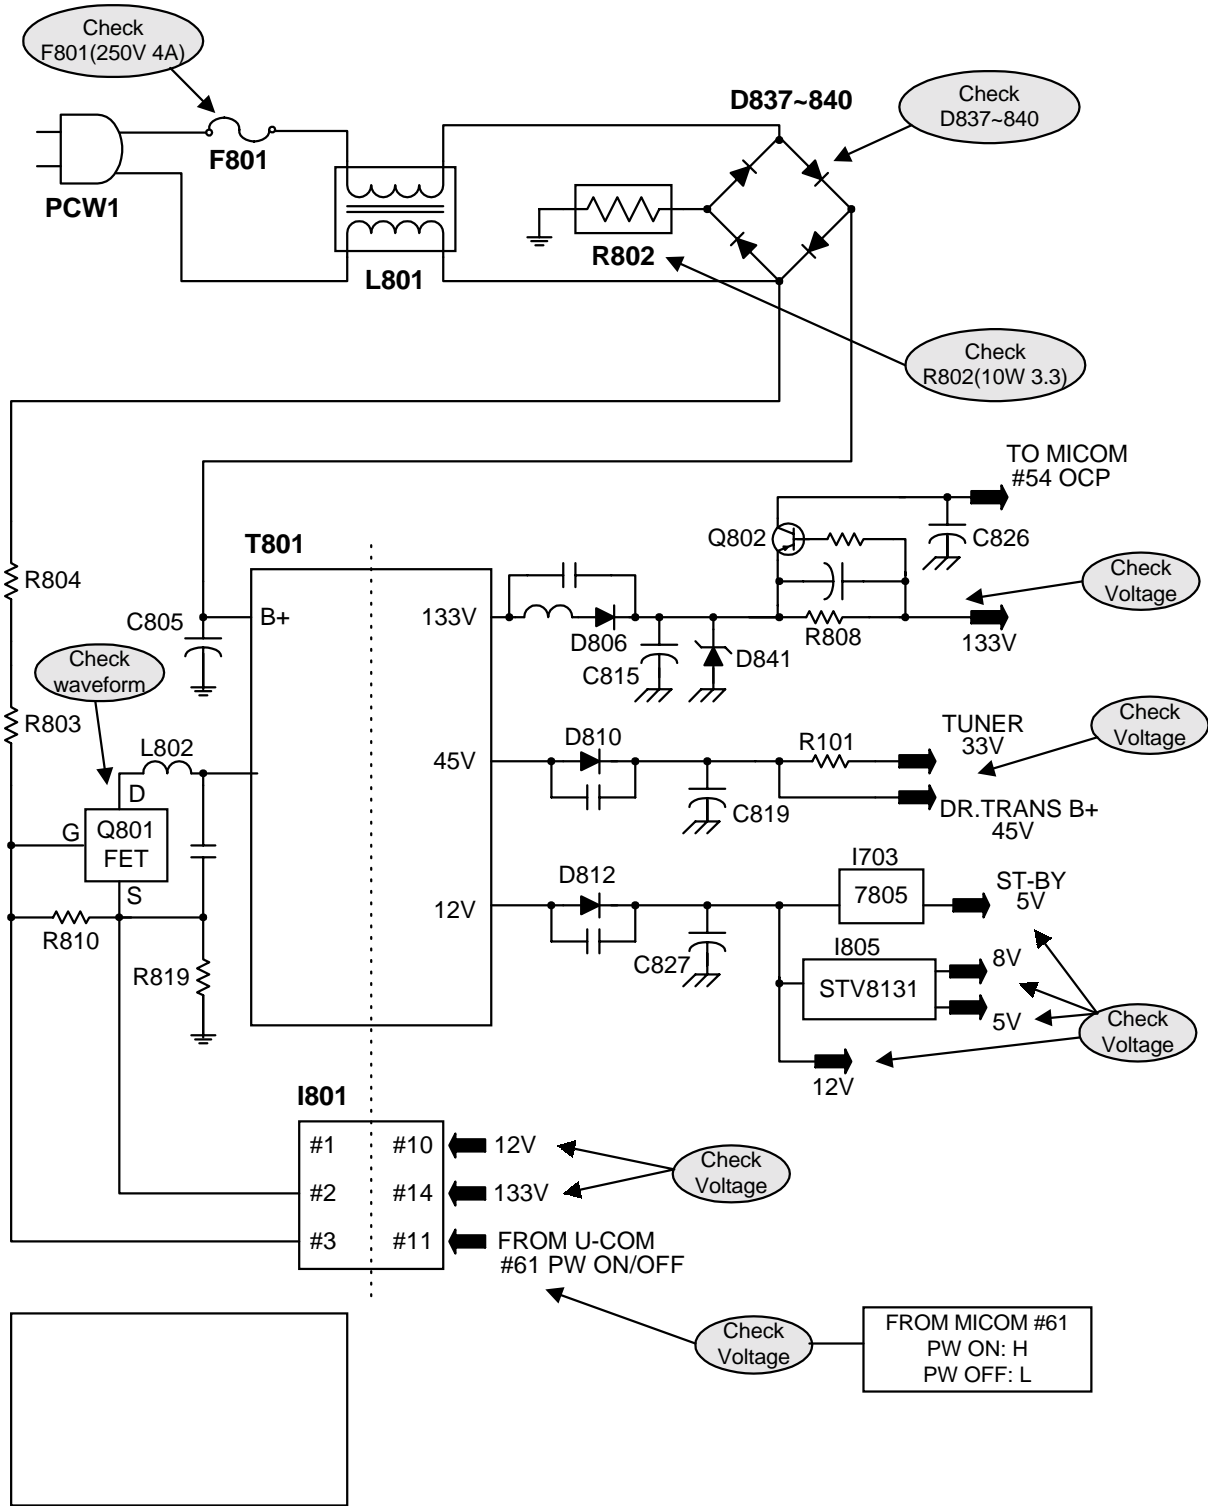 Check
F801(250V 4A)
D837~840
Check
D837~840
F801
PCW1
R802
L801
Check
R802(10W 3.3)
TO MICOM
#54 OCP
Q802
C826
T801
R804
Check
Voltage
C805
B+
133V
D806
R808
133V
Check
waveform
C815
D841
R803
L802
D810
R101
TUNER
33V
Check
Voltage
45V
D
C819
DR.TRANS B+
45V
G
Q801
FET
I703
D812
7805
ST-BY
5V
S
12V
R810
I805
C827
8V
R819
STV8131
5V
Check
Voltage
12V
I801
#1
#10
12V
Check
Voltage
#2
#14
133V
#3
#11
FROM U-COM
#61 PW ON/OFF
Check
Voltage
FROM MICOM #61
PW ON: H
PW OFF: L